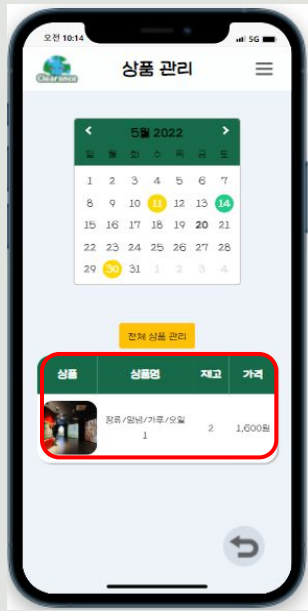 오전 10:14
5G
Clearance
상품 관리
5월 2022
일 월 화 수 목 금 토
1 2 3 4 5 6 7
8 9 10 11 12 13 14
15 16 17 18 19 20 21
22 23 24 25 26 27 28
29 30 31 1 2 3 4
전체 상품 관리
상품 상품명 재고 가격
장류/양념/가루/오일
1 2 1,600원